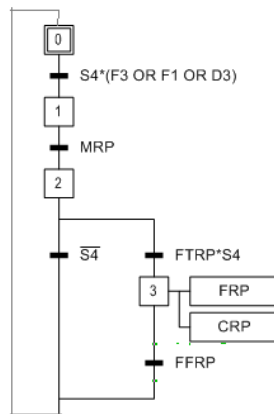 0
S4*(F3 OR F1 OR D3)
1
MRP
2
S4
FTRP*S4
3
FRP
CRP
FFRP